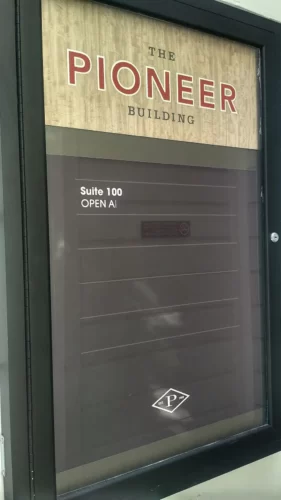 THE
PIONEER
BUILDING
Suite 100
OPEN AI
P